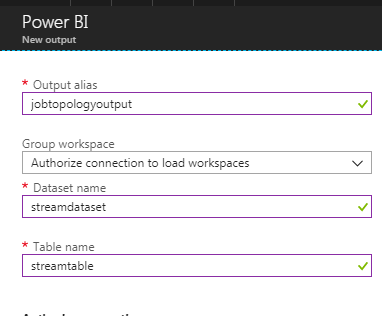 Power BI
New output
* Output alias
jobtopologyoutput
Group workspace
Authorize connection to load workspaces
* Dataset name
streamdataset
* Table name
streamtable